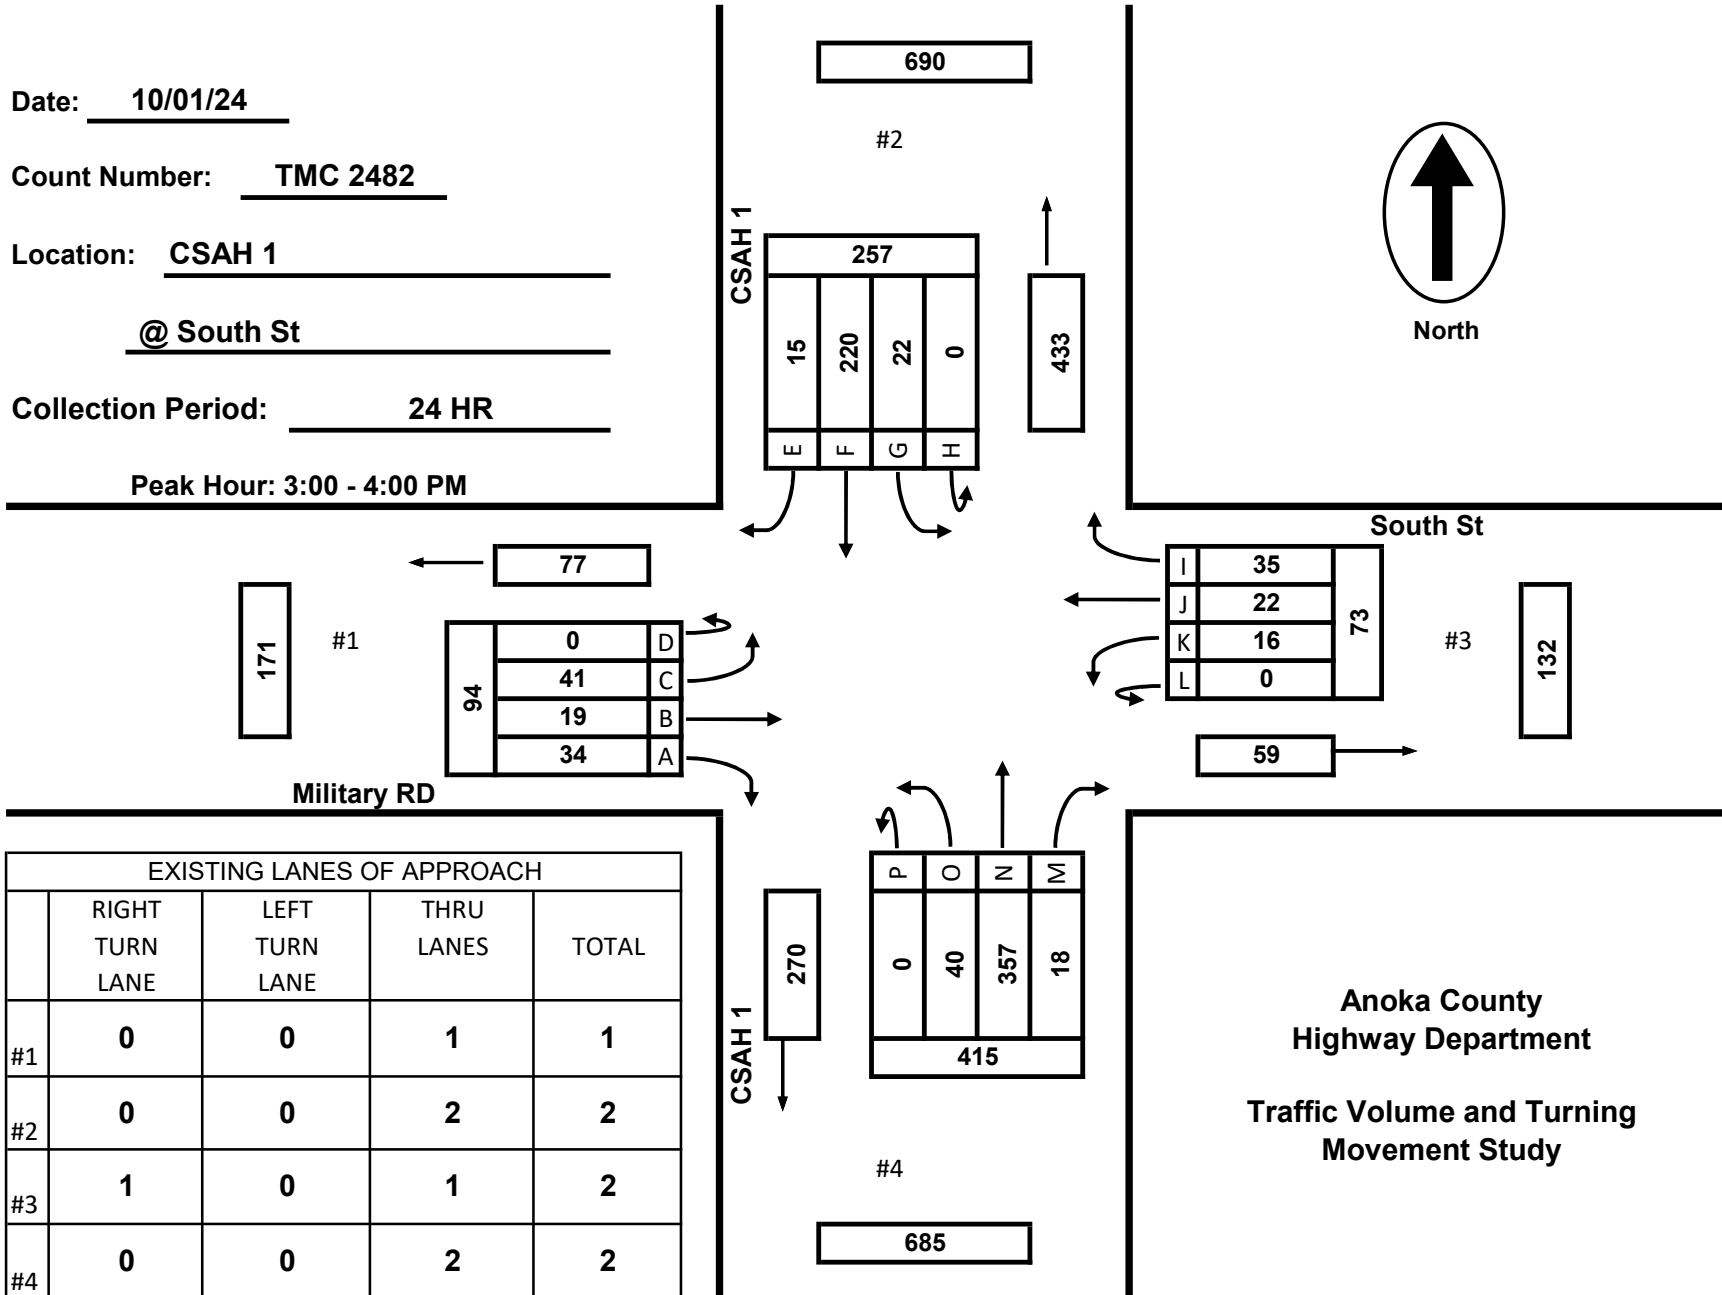 Date: 10/01/24
Count Number: TMC 2482
Location: CSAH 1
@ South St
Collection Period: 24 HR
Peak Hour: 3:00 - 4:00 PM
690
#2
CSAH 1
257
15 220 22 0
E F G H
433
North
South St
77
171
#1
94
0 D
41 C
19 B
34 A
Military RD
I 35
J 22
K 16
L 0
73
#3
132
59
P O N M
0 40 357 18
415
270
CSAH 1
#4
685
EXISTING LANES OF APPROACH
RIGHT LEFT THRU
TURN TURN LANES TOTAL
LANE LANE
#1 0 0 1 1
#2 0 0 2 2
#3 1 0 1 2
#4 0 0 2 2
Anoka County
Highway Department
Traffic Volume and Turning
Movement Study